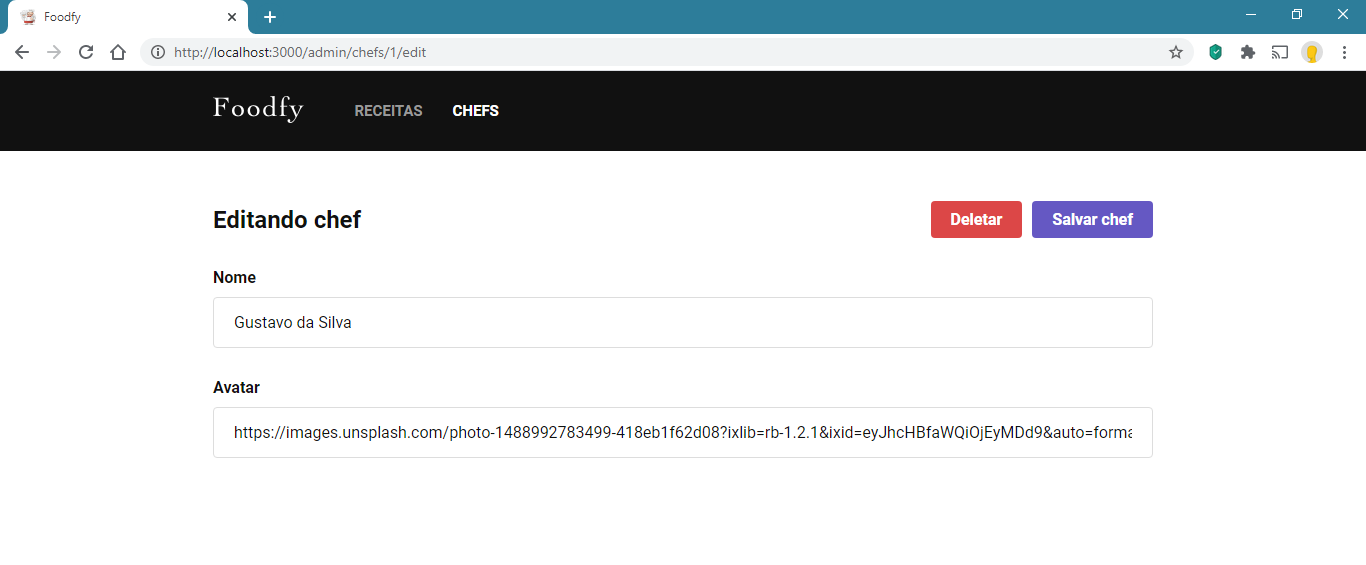 Foodfy
http://localhost:3000/admin/chefs/1/edit
Foodfy RECEITAS CHEFS
Editando chef Deletar Salvar chef
Nome
Gustavo da Silva
Avatar
https://images.unsplash.com/photo-1488992783499-418eb1f62d08?ixlib=rb-1.2.1&ixid=eyJhcHBfaWQiOjEyMDd9&auto=forma